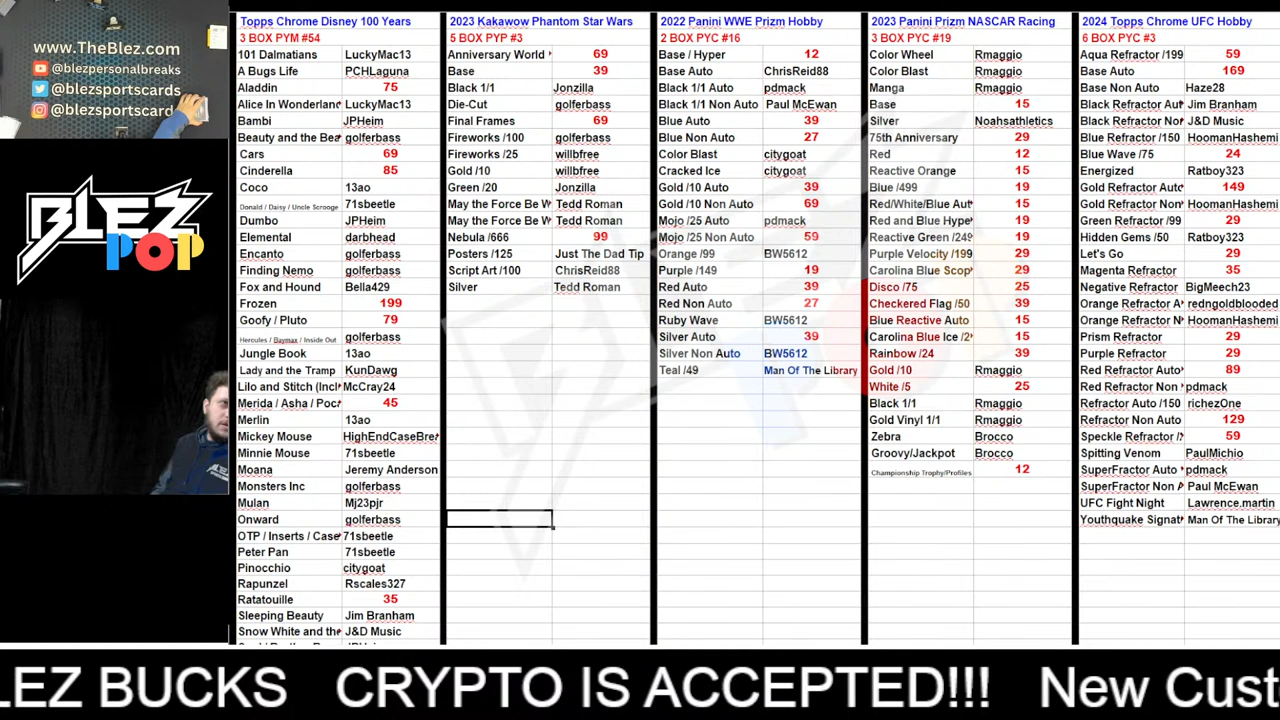 www.TheBlez.com
@blezpersonalbreaks
@blezsportscards
@blezsportscard
BLEZ
POP
Topps Chrome Disney 100 Years
3 BOX PYM #54
101 Dalmatians LuckyMac13
A Bugs Life PCHLaguna
Aladdin 75
Alice In Wonderlan LuckyMac13
Bambi JPHeim
Beauty and the Bea golferbass
Cars 69
Cinderella 85
Coco 13ao
Donald / Daisy / Uncle Scrooge 71sbeetle
Dumbo JPHeim
Elemental darbhead
Encanto golferbass
Finding Nemo golferbass
Fox and Hound Bella429
Frozen 199
Goofy / Pluto 79
Hercules / Baymax / Inside Out golferbass
Jungle Book 13ao
Lady and the Tramp KunDawg
Lilo and Stitch (Incl McCray24
Merida / Asha / Poc 45
Merlin 13ao
Mickey Mouse HighEndCaseBre
Minnie Mouse 71sbeetle
Moana Jeremy Anderson
Monsters Inc golferbass
Mulan Mj23pjr
Onward golferbass
OTP / Inserts / Case 71sbeetle
Peter Pan 71sbeetle
Pinocchio citygoat
Rapunzel Rscales327
Ratatouille 35
Sleeping Beauty Jim Branham
Snow White and the J&D Music
2023 Kakawow Phantom Star Wars
5 BOX PYP #3
Anniversary World 69
Base 39
Black 1/1 Jonzilla
Die-Cut golferbass
Final Frames 69
Fireworks /100 golferbass
Fireworks /25 willbfree
Gold /10 willbfree
Green /20 Jonzilla
May the Force Be W Tedd Roman
May the Force Be W Tedd Roman
Nebula /666 99
Posters /125 Just The Dad Tip
Script Art /100 ChrisReid88
Silver Tedd Roman
2022 Panini WWE Prizm Hobby
2 BOX PYC #16
Base / Hyper 12
Base Auto ChrisReid88
Black 1/1 Auto pdmack
Black 1/1 Non Auto Paul McEwan
Blue Auto 39
Blue Non Auto 27
Color Blast citygoat
Cracked Ice citygoat
Gold /10 Auto 39
Gold /10 Non Auto 69
Mojo /25 Auto pdmack
Mojo /25 Non Auto 59
Orange /99 BW5612
Purple /149 19
Red Auto 39
Red Non Auto 27
Ruby Wave BW5612
Silver Auto 39
Silver Non Auto BW5612
Teal /49 Man Of The Library
2023 Panini Prizm NASCAR Racing
3 BOX PYC #19
Color Wheel Rmaggio
Color Blast Rmaggio
Manga Rmaggio
Base 15
Silver Noahsathletics
75th Anniversary 29
Red 12
Reactive Orange 15
Blue /499 19
Red/White/Blue Aut 15
Red and Blue Hype 19
Reactive Green /249 19
Purple Velocity /199 29
Carolina Blue Scop 29
Disco /75 25
Checkered Flag /50 39
Blue Reactive Auto 15
Carolina Blue Ice /2 15
Rainbow /24 39
Gold /10 Rmaggio
White /5 25
Black 1/1 Rmaggio
Gold Vinyl 1/1 Rmaggio
Zebra Brocco
Groovy/Jackpot Brocco
Championship Trophy/Profiles 12
2024 Topps Chrome UFC Hobby
6 BOX PYC #3
Aqua Refractor /199 59
Base Auto 169
Base Non Auto Haze28
Black Refractor Aut Jim Branham
Black Refractor Non J&D Music
Blue Refractor /150 HoomanHashemi
Blue Wave /75 24
Energized Ratboy323
Gold Refractor Auto 149
Gold Refractor Non HoomanHashemi
Green Refractor /99 29
Hidden Gems /50 Ratboy323
Let's Go 29
Magenta Refractor 35
Negative Refractor BigMeech23
Orange Refractor A redngoldblooded
Orange Refractor N HoomanHashemi
Prism Refractor 29
Purple Refractor 29
Red Refractor Auto 89
Red Refractor Non pdmack
Refractor Auto /150 richezOne
Refractor Non Auto 129
Speckle Refractor / 59
Spitting Venom PaulMichio
SuperFractor Auto pdmack
SuperFractor Non A Paul McEwan
UFC Fight Night Lawrence.martin
Youthquake Signat Man Of The Library
LEZ BUCKS CRYPTO IS ACCEPTED!!! New Cust